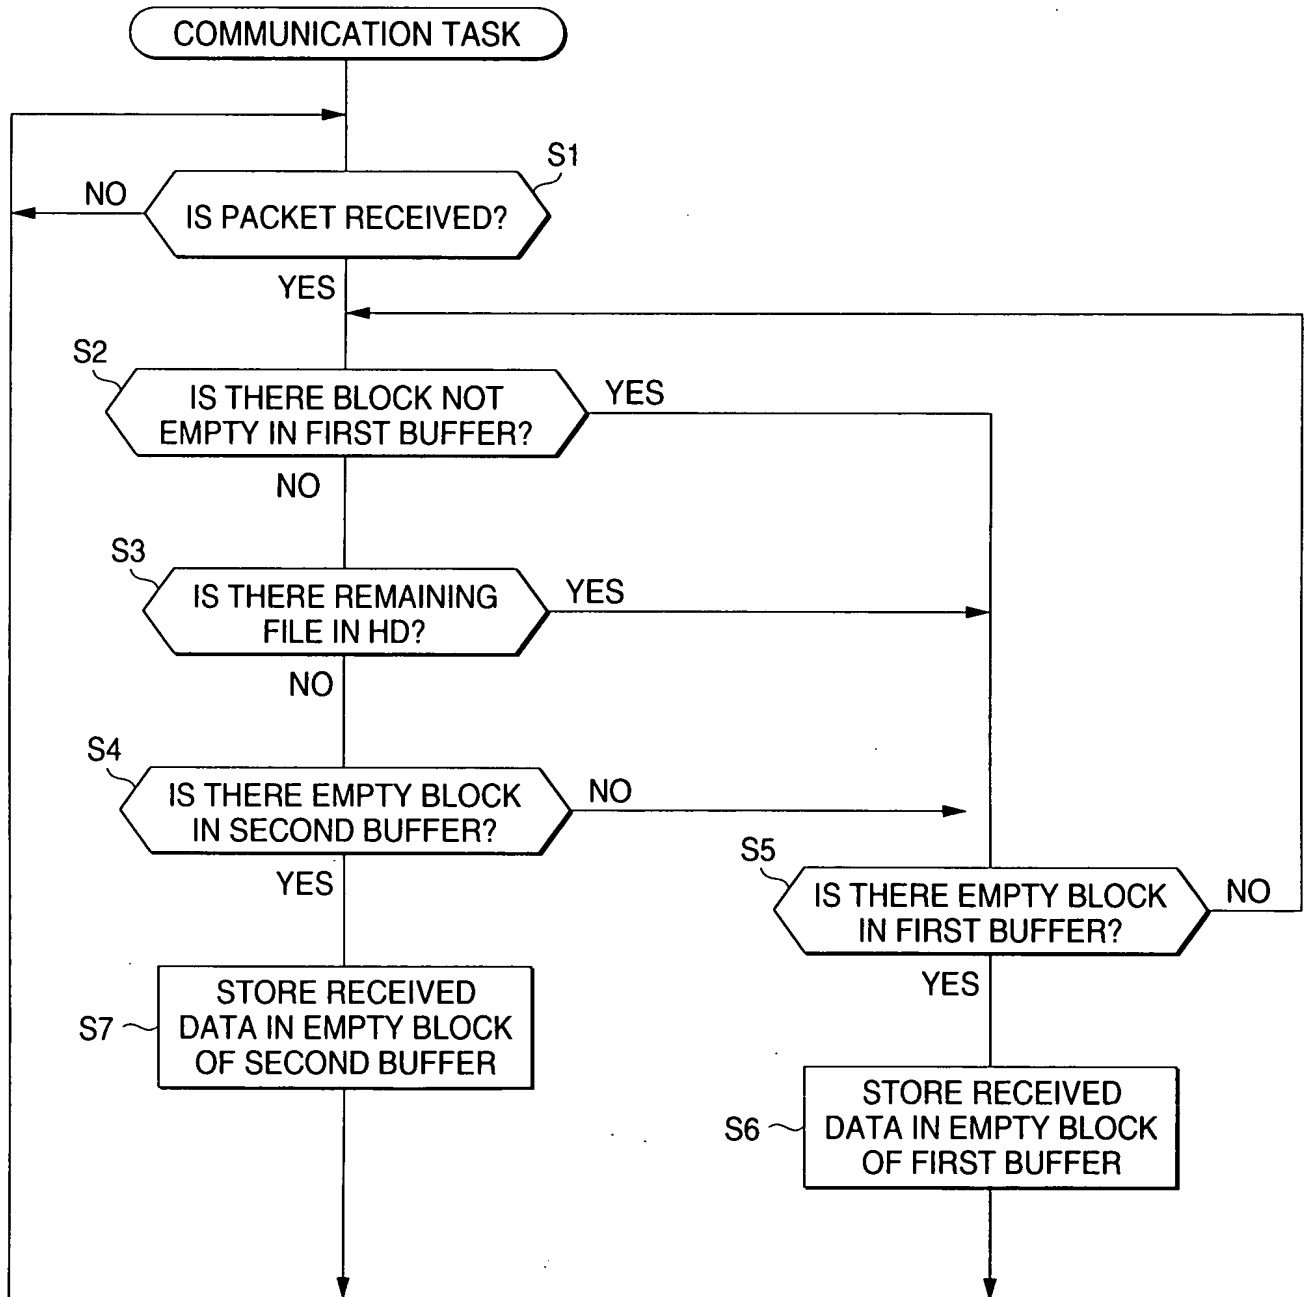 COMMUNICATION TASK
S1
NO
IS PACKET RECEIVED?
YES
S2
IS THERE BLOCK NOT
EMPTY IN FIRST BUFFER?
YES
NO
S3
IS THERE REMAINING
FILE IN HD?
YES
NO
S4
IS THERE EMPTY BLOCK
IN SECOND BUFFER?
NO
YES
S5
IS THERE EMPTY BLOCK
IN FIRST BUFFER?
NO
YES
S7
STORE RECEIVED
DATA IN EMPTY BLOCK
OF SECOND BUFFER
S6
STORE RECEIVED
DATA IN EMPTY BLOCK
OF FIRST BUFFER